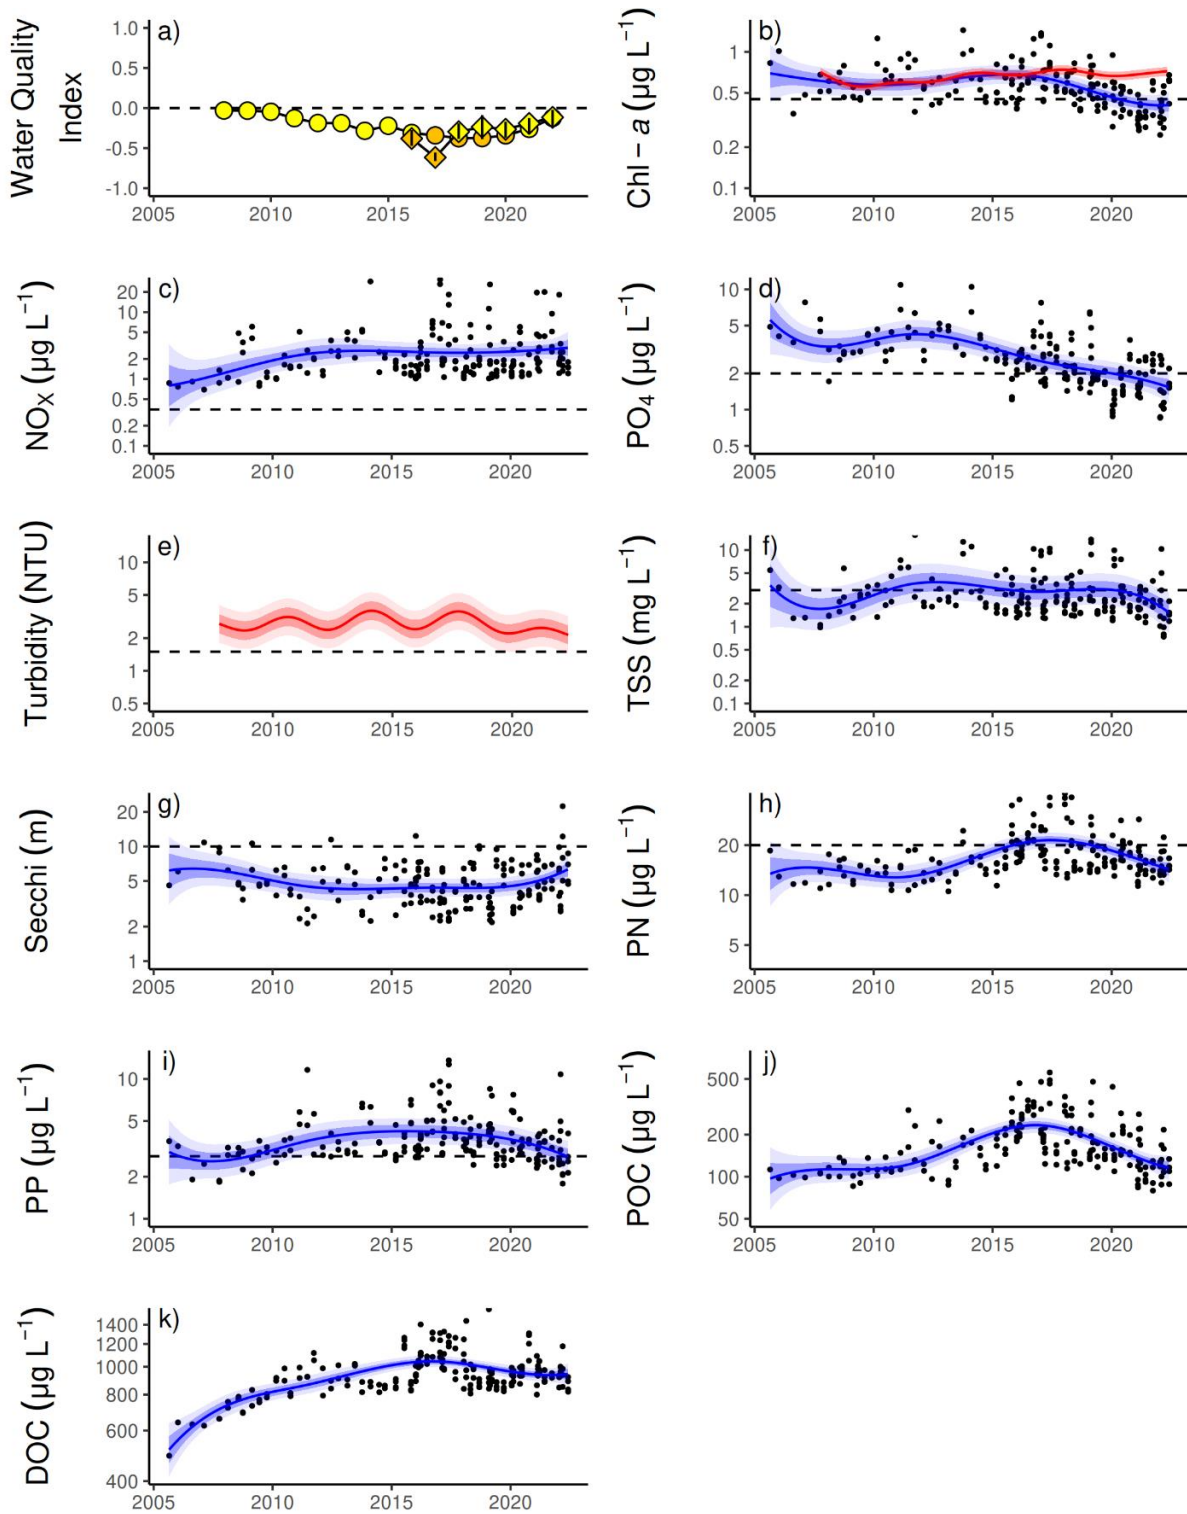 Water Quality
Index
a)
1.0
0.5
0.0
-0.5
-1.0
2005 2010 2015 2020
Chl − a (µg L−1)
b)
1
0.5
0.2
0.1
2005 2010 2015 2020
NOX (µg L−1)
c)
20
10
5
2
1
0.5
0.2
0.1
2005 2010 2015 2020
PO4 (µg L−1)
d)
10
5
2
1
0.5
2005 2010 2015 2020
Turbidity (NTU)
e)
10
5
2
1
0.5
2005 2010 2015 2020
TSS (mg L−1)
f)
10
5
2
1
0.5
0.2
0.1
2005 2010 2015 2020
Secchi (m)
g)
20
10
5
2
1
2005 2010 2015 2020
PN (µg L−1)
h)
20
10
5
2005 2010 2015 2020
PP (µg L−1)
i)
10
5
2
1
2005 2010 2015 2020
POC (µg L−1)
j)
500
200
100
50
2005 2010 2015 2020
DOC (µg L−1)
k)
1400
1200
1000
800
600
400
2005 2010 2015 2020